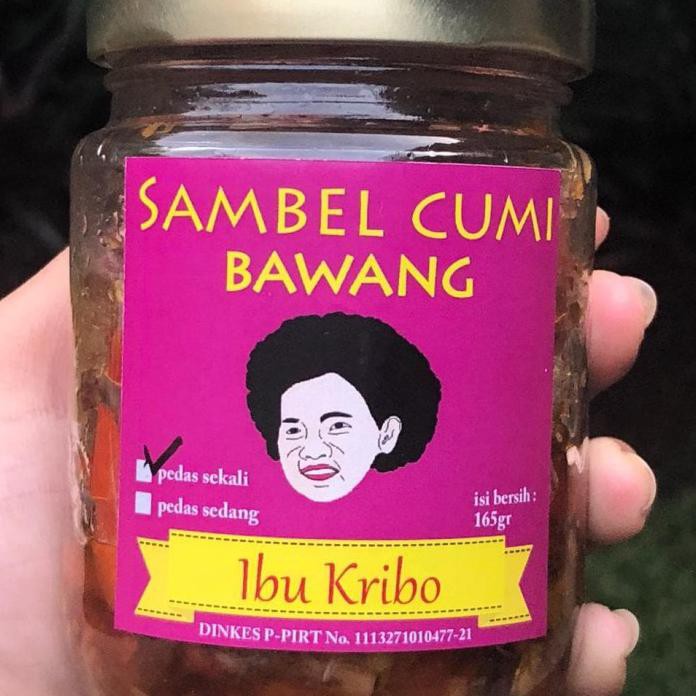 SAMBEL CUMI
BAWANG
pedas sekali
pedas sedang
isi bersih :
165gr
Ibu Kribo
DINKES P-PIRT No. 1113271010477-21